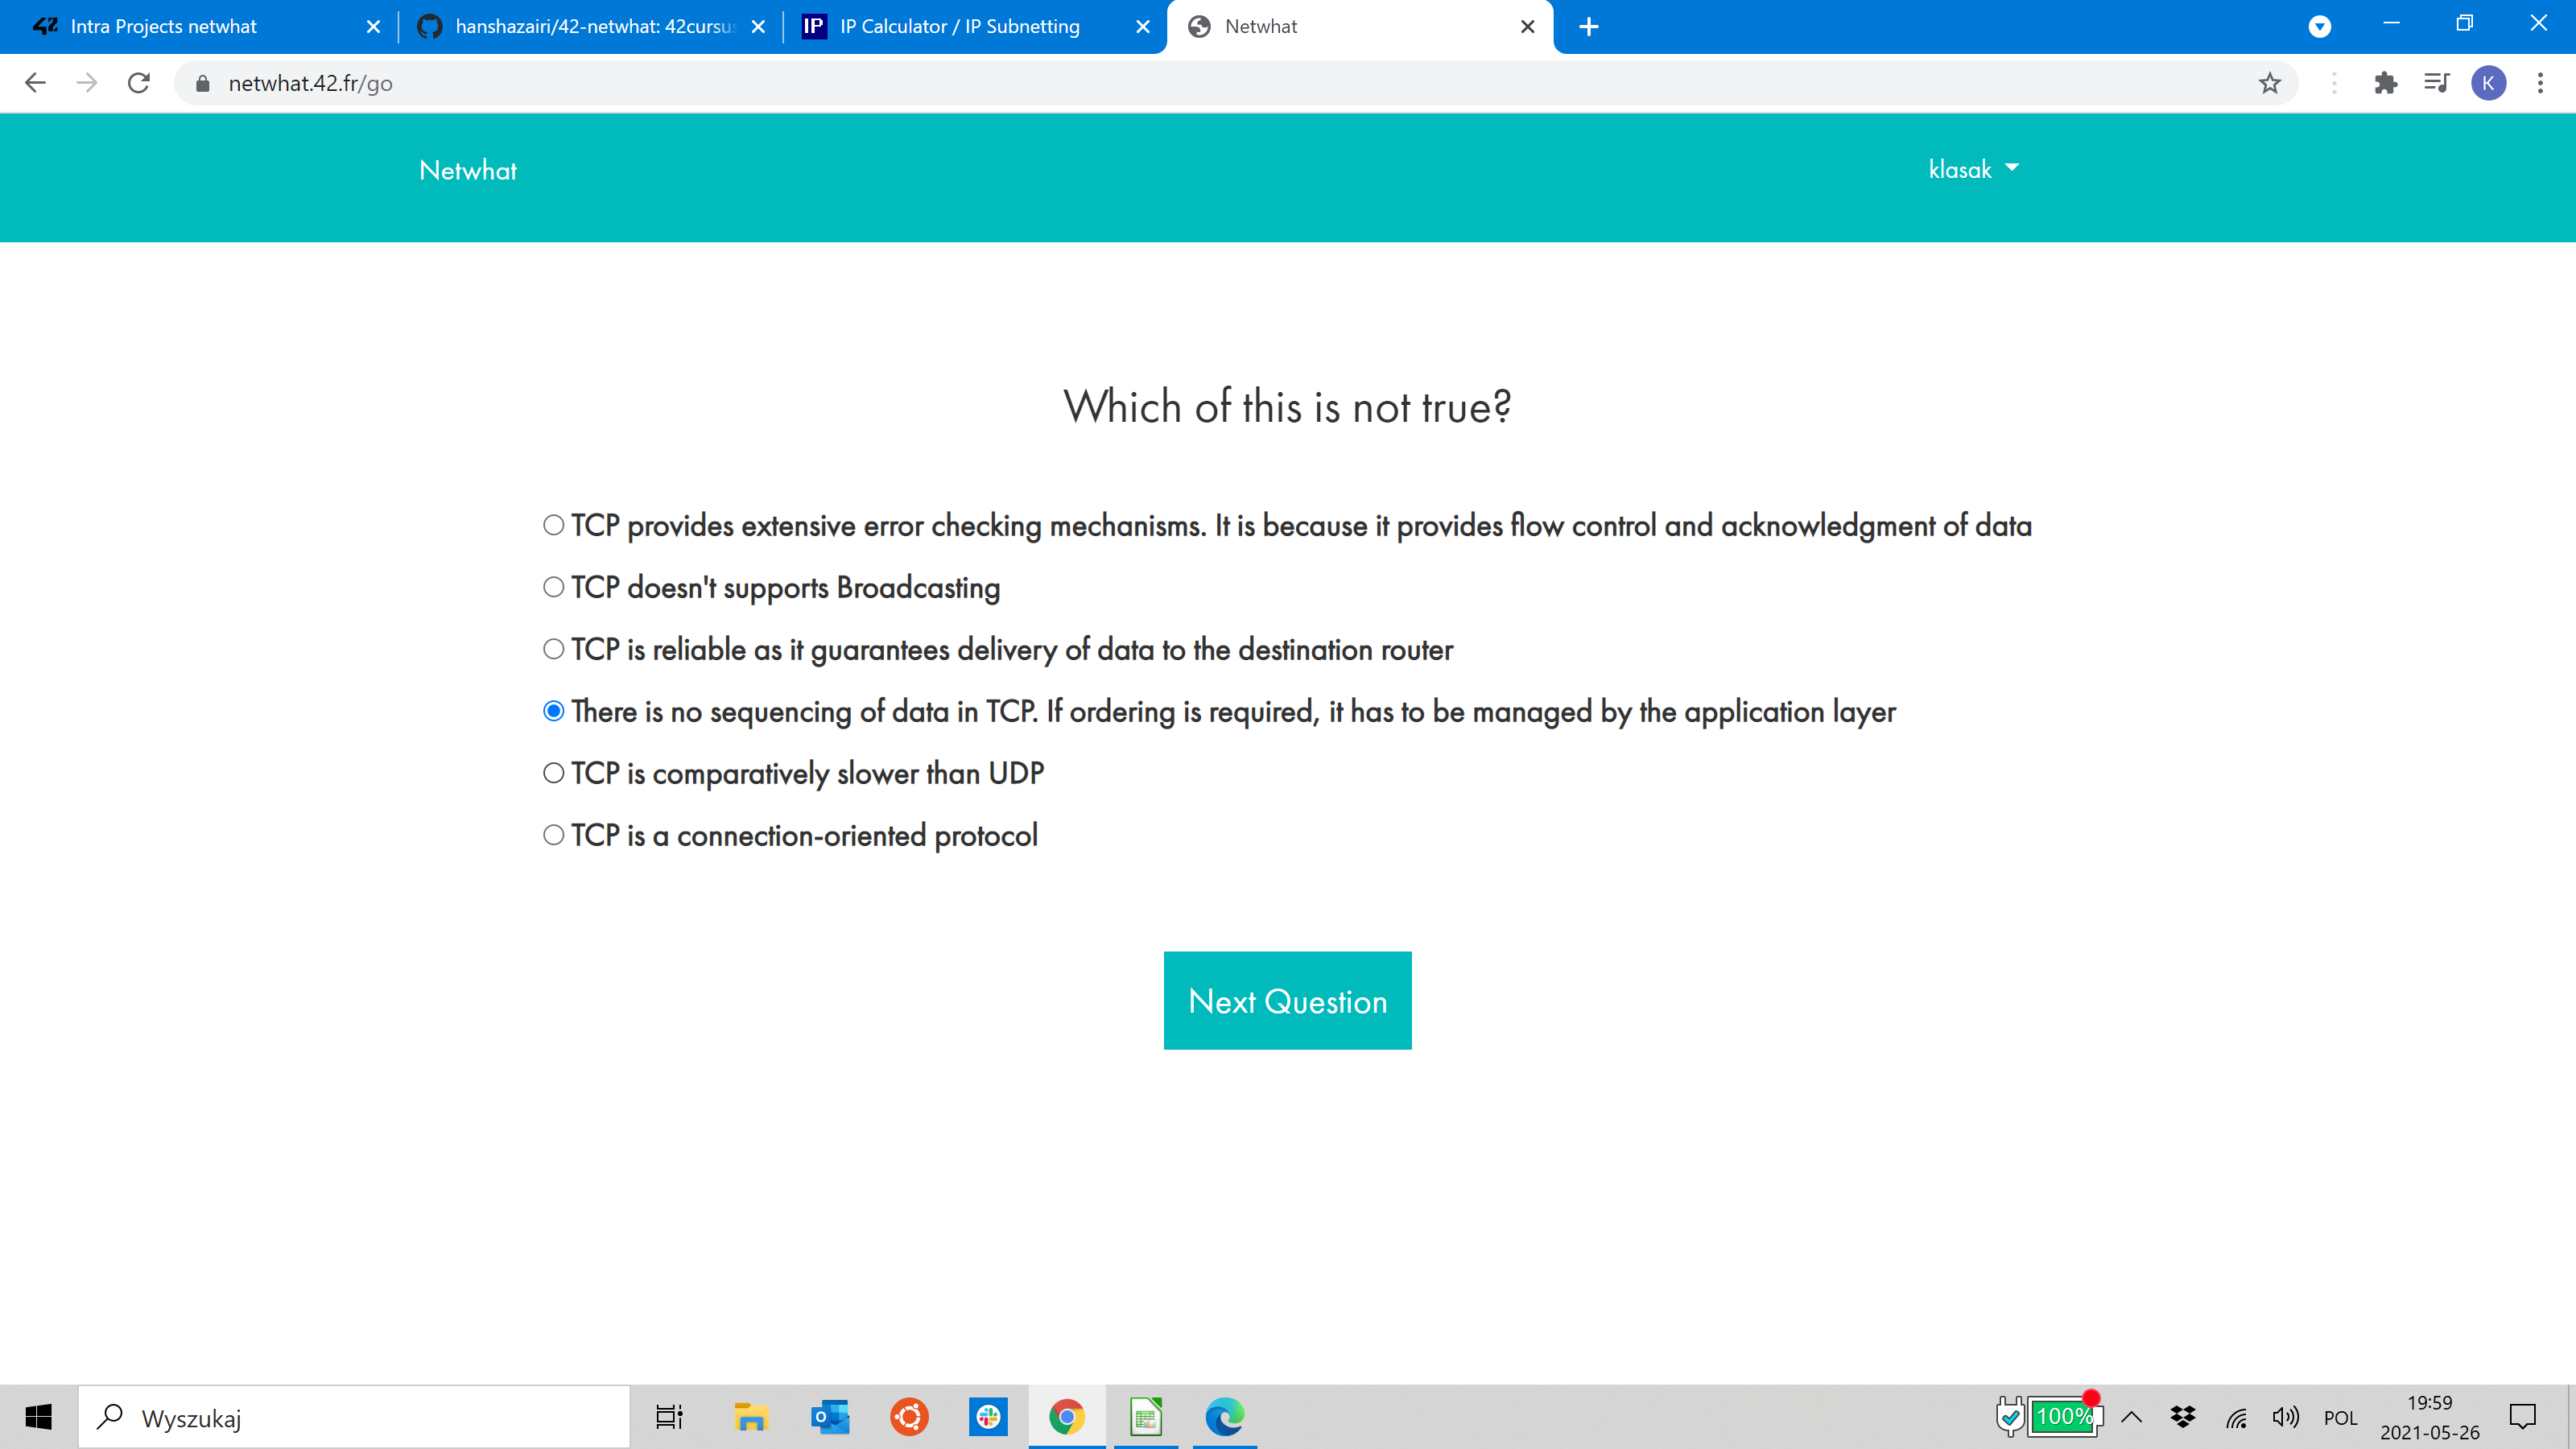 Intra Projects netwhat
hanshazairi/42-netwhat: 42cursus
IP
IP Calculator / IP Subnetting
Netwhat
netwhat.42.fr/go
K
Netwhat
klasak
Which of this is not true?
TCP provides extensive error checking mechanisms. It is because it provides flow control and acknowledgment of data
TCP doesn't supports Broadcasting
TCP is reliable as it guarantees delivery of data to the destination router
There is no sequencing of data in TCP. If ordering is required, it has to be managed by the application layer
TCP is comparatively slower than UDP
TCP is a connection-oriented protocol
Next Question
Wyszukaj
100%
POL
19:59
2021-05-26